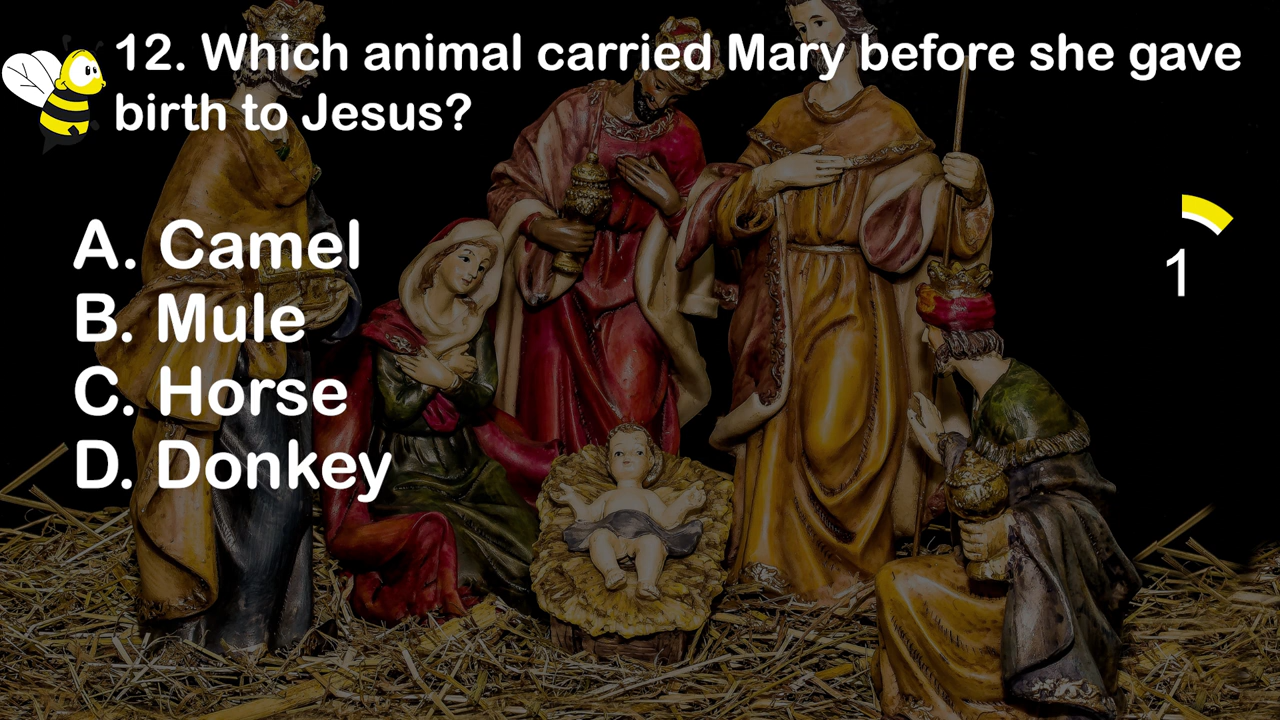 12. Which animal carried Mary before she gave
birth to Jesus?
A. Camel
B. Mule
C. Horse
D. Donkey
1